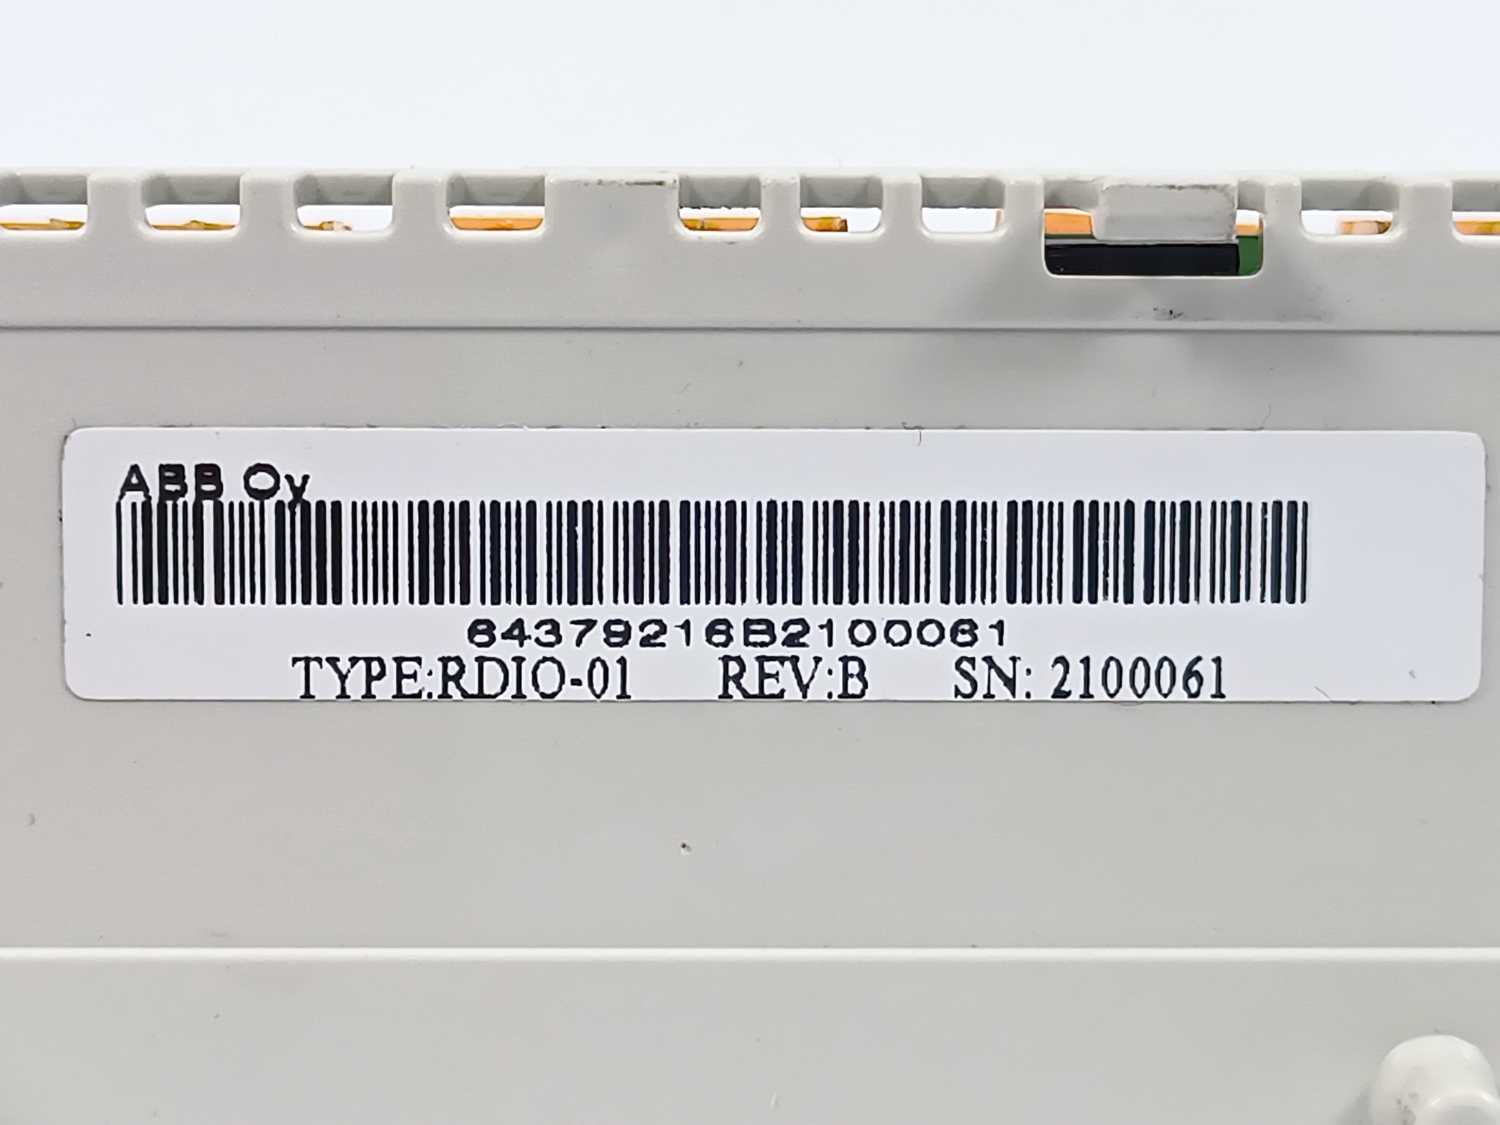 ABB Oy
64379216B2100061
TYPE:RDIO-01 REV:B SN: 2100061